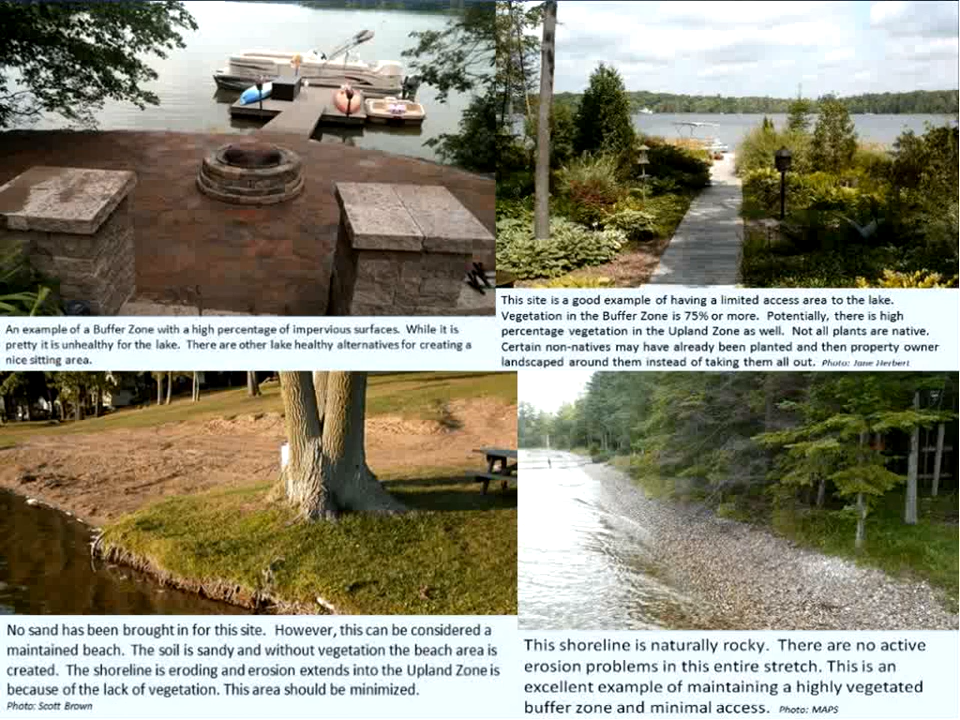 An example of a Buffer Zone with a high percentage of impervious surfaces. While it is
pretty it is unhealthy for the lake. There are other lake healthy alternatives for creating a
nice sitting area.
This site is a good example of having a limited access area to the lake.
Vegetation in the Buffer Zone is 75% or more. Potentially, there is high
percentage vegetation in the Upland Zone as well. Not all plants are native.
Certain non-natives may have already been planted and then property owner
landscaped around them instead of taking them all out. Photo: Jane Herbert
No sand has been brought in for this site. However, this can be considered a
maintained beach. The soil is sandy and without vegetation the beach area is
created. The shoreline is eroding and erosion extends into the Upland Zone is
because of the lack of vegetation. This area should be minimized.
Photo: Scott Brown
This shoreline is naturally rocky. There are no active
erosion problems in this entire stretch. This is an
excellent example of maintaining a highly vegetated
buffer zone and minimal access. Photo: MAPS